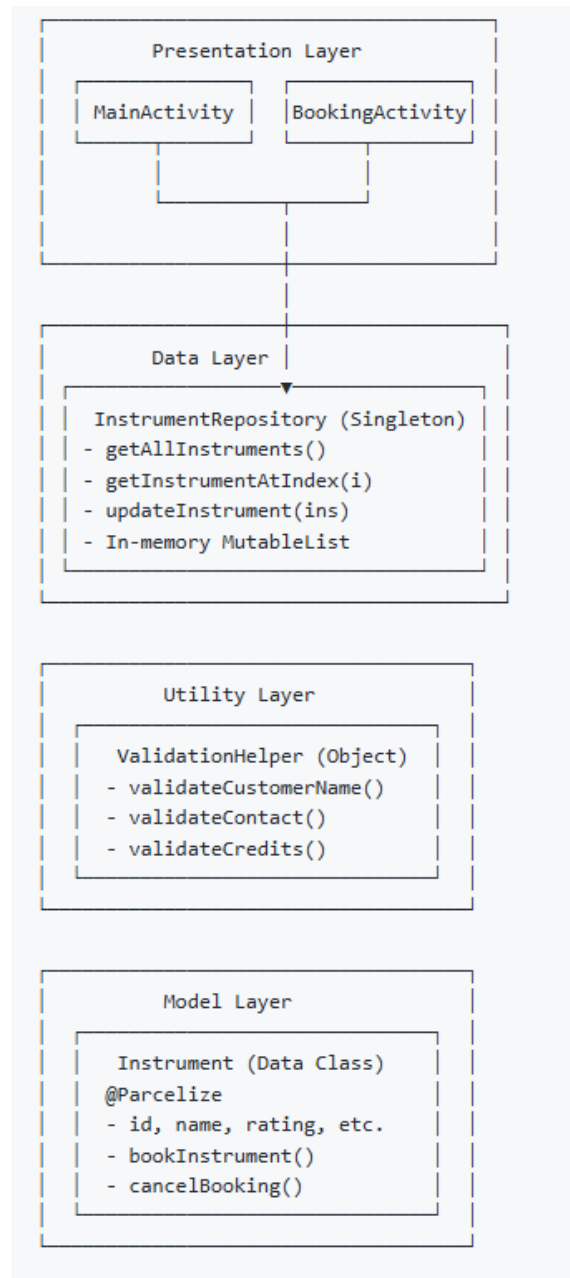 Presentation Layer
MainActivity BookingActivity
Data Layer
InstrumentRepository (Singleton)
- getAllInstruments()
- getInstrumentAtIndex(i)
- updateInstrument(ins)
- In-memory MutableList
Utility Layer
ValidationHelper (Object)
- validateCustomerName()
- validateContact()
- validateCredits()
Model Layer
Instrument (Data Class)
@Parcelize
- id, name, rating, etc.
- bookInstrument()
- cancelBooking()